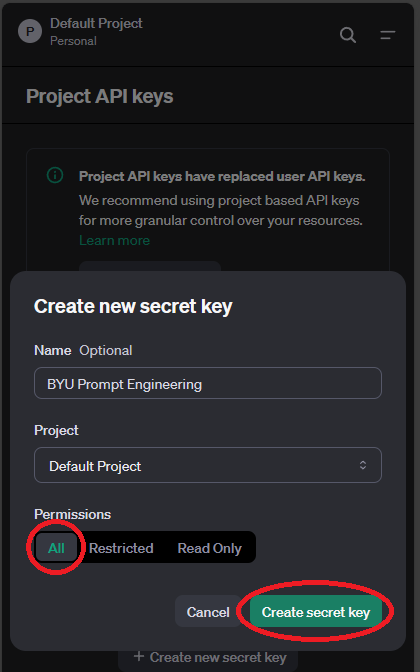 P
Default Project
Personal
Project API keys
Project API keys have replaced user API keys.
We recommend using project based API keys
for more granular control over your resources.
Learn more
Create new secret key
Name Optional
BYU Prompt Engineering
Project
Default Project
Permissions
All Restricted Read Only
Cancel Create secret key
+ Create new secret key